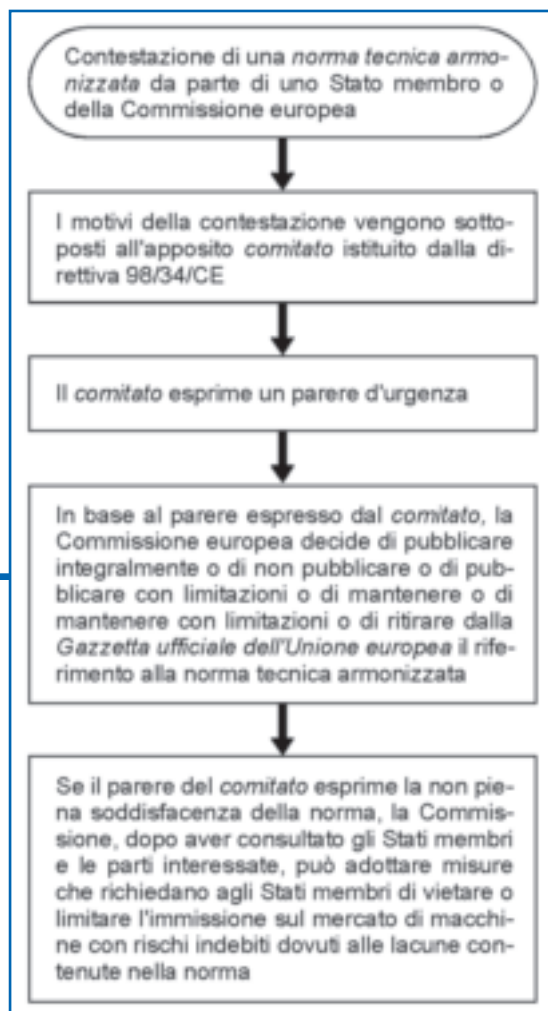 Contestazione di una norma tecnica armo-
nizzata da parte di uno Stato membro o
della Commissione europea
I motivi della contestazione vengono sotto-
posti all'apposito comitato istituito dalla di-
rettiva 98/34/CE
Il comitato esprime un parere d'urgenza
In base al parere espresso dal comitato, la
Commissione europea decide di pubblicare
integralmente o di non pubblicare o di pub-
blicare con limitazioni o di mantenere o di
mantenere con limitazioni o di ritirare dalla
Gazzetta ufficiale dell'Unione europea il rife-
rimento alla norma tecnica armonizzata
Se il parere del comitato esprime la non pie-
na soddisfacenza della norma, la Commis-
sione, dopo aver consultato gli Stati membri
e le parti interessate, può adottare misure
che richiedano agli Stati membri di vietare o
limitare l'immissione sul mercato di macchi-
ne con rischi indebiti dovuti alle lacune con-
tenute nella norma